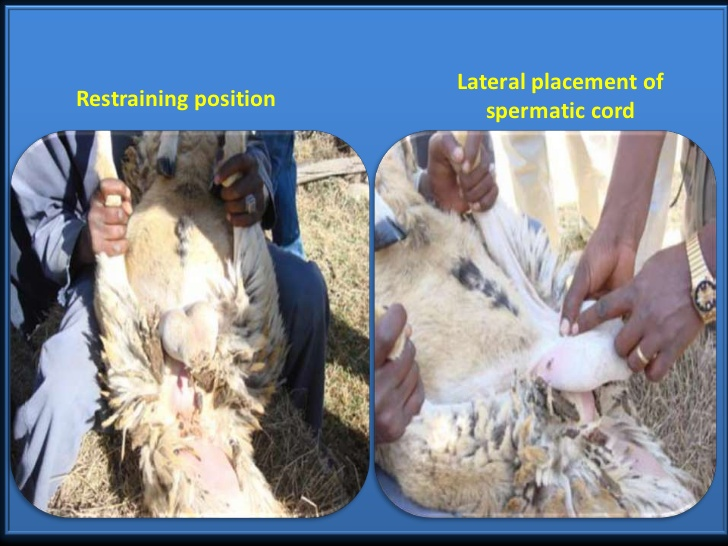 Restraining position
Lateral placement of
spermatic cord